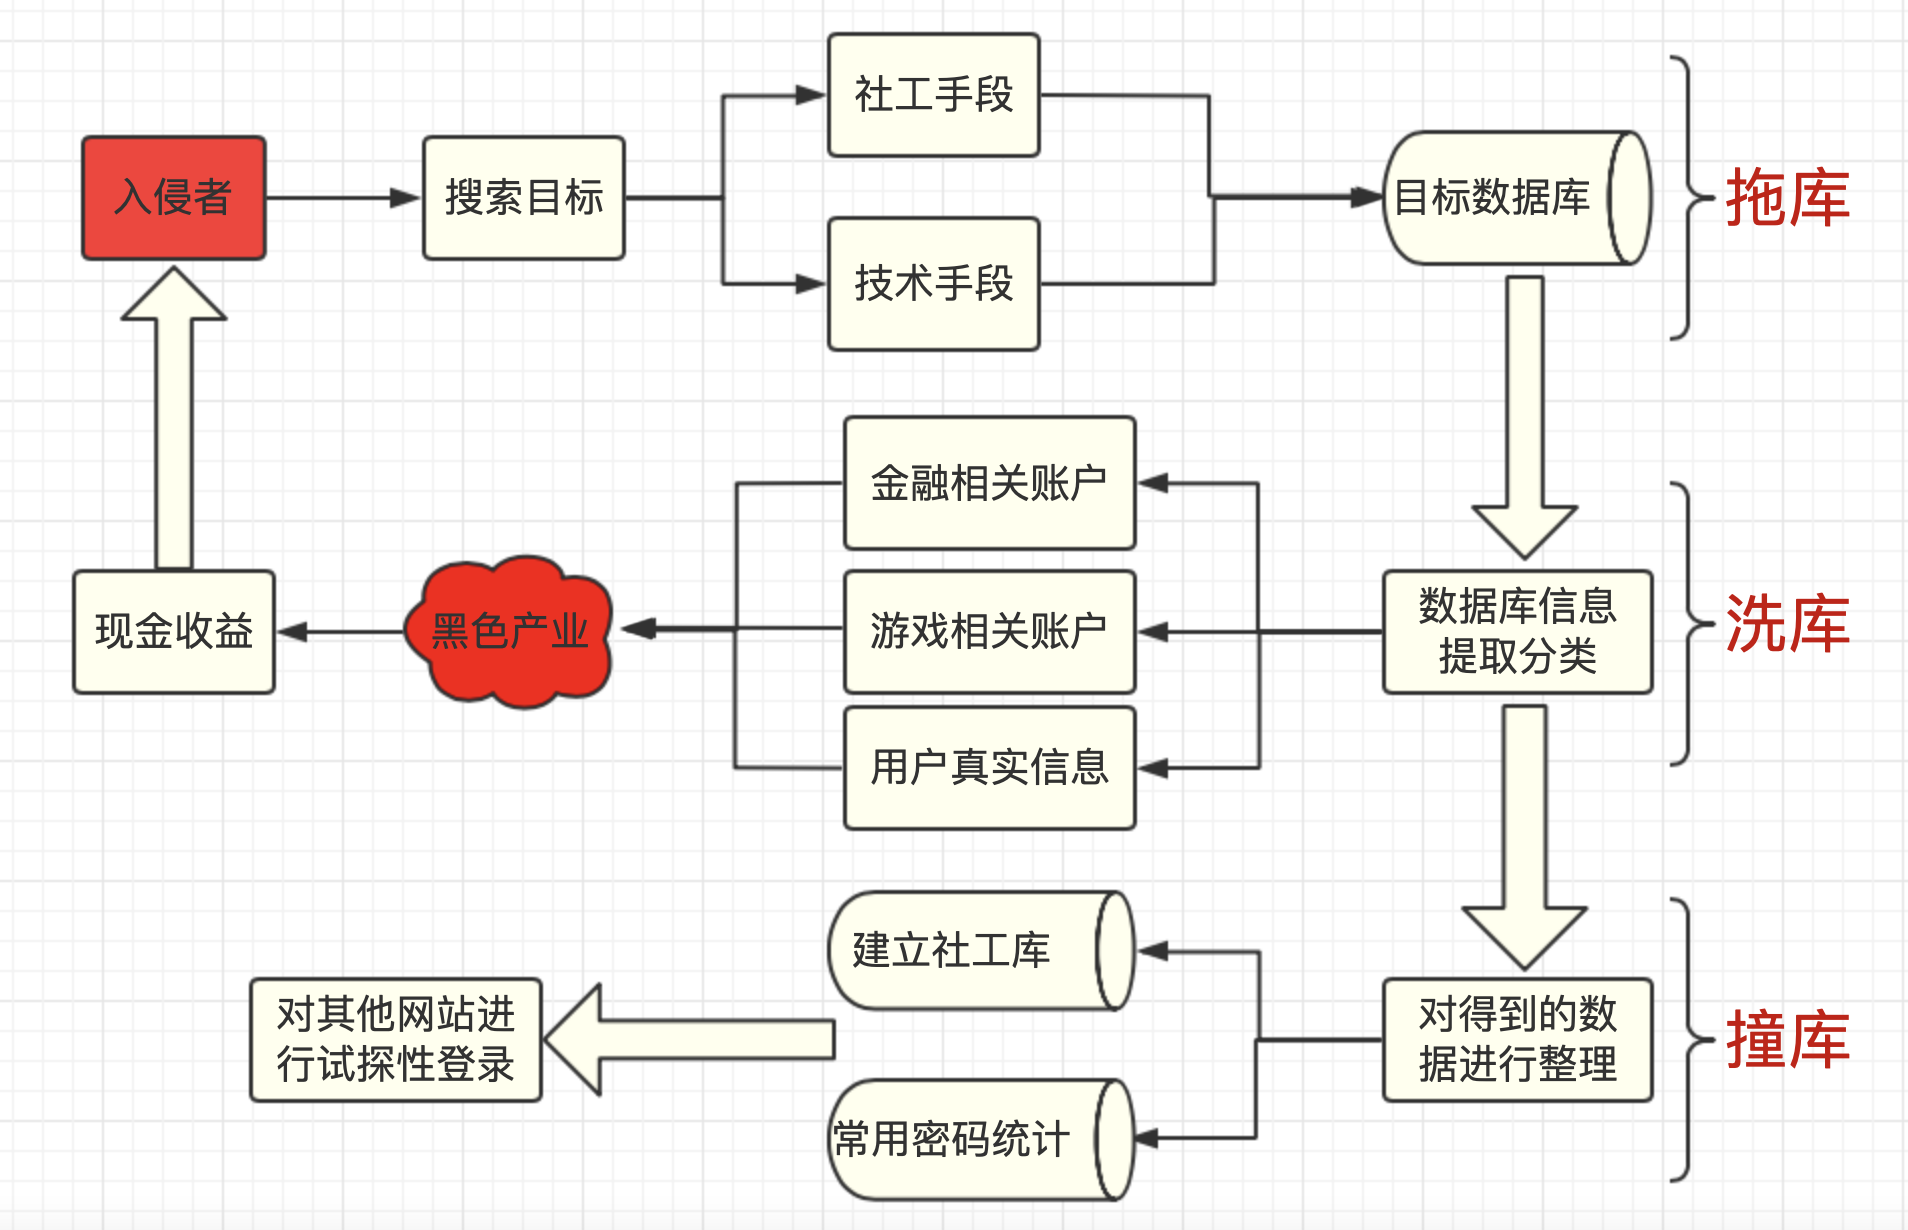 社工手段
入侵者
搜索目标
目标数据库
拖库
技术手段
金融相关账户
现金收益
黑色产业
游戏相关账户
数据库信息
提取分类
洗库
用户真实信息
建立社工库
对其他网站进
行试探性登录
对得到的数
据进行整理
撞库
常用密码统计